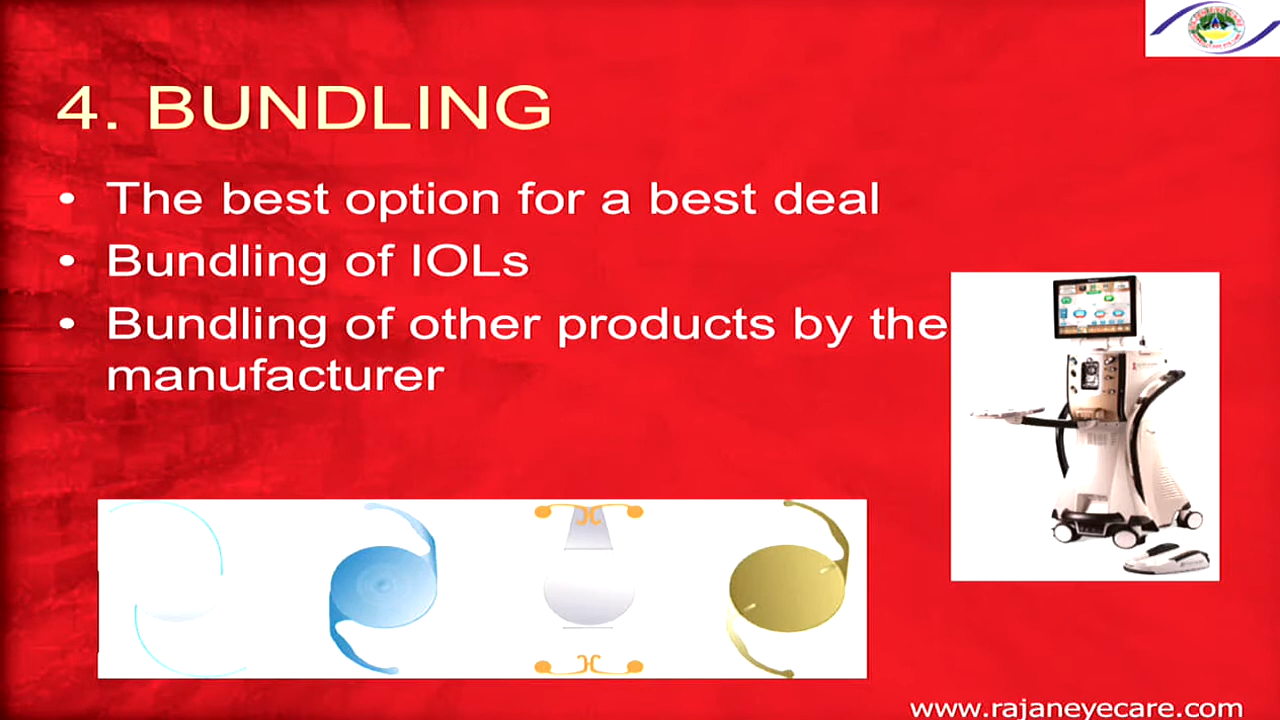 4. BUNDLING
• The best option for a best deal
• Bundling of IOLs
• Bundling of other products by the
manufacturer
www.rajaneyecare.com